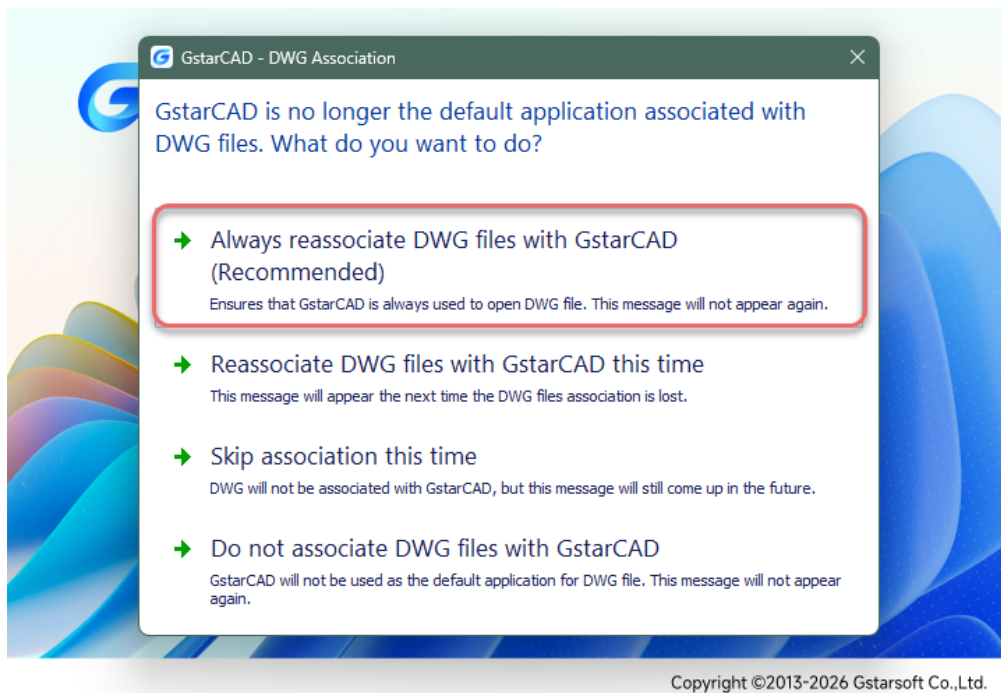 GstarCAD - DWG Association
GstarCAD is no longer the default application associated with
DWG files. What do you want to do?
Always reassociate DWG files with GstarCAD
(Recommended)
Ensures that GstarCAD is always used to open DWG file. This message will not appear again.
Reassociate DWG files with GstarCAD this time
This message will appear the next time the DWG files association is lost.
Skip association this time
DWG will not be associated with GstarCAD, but this message will still come up in the future.
Do not associate DWG files with GstarCAD
GstarCAD will not be used as the default application for DWG file. This message will not appear
again.
Copyright ©2013-2026 Gstarsoft Co.,Ltd.